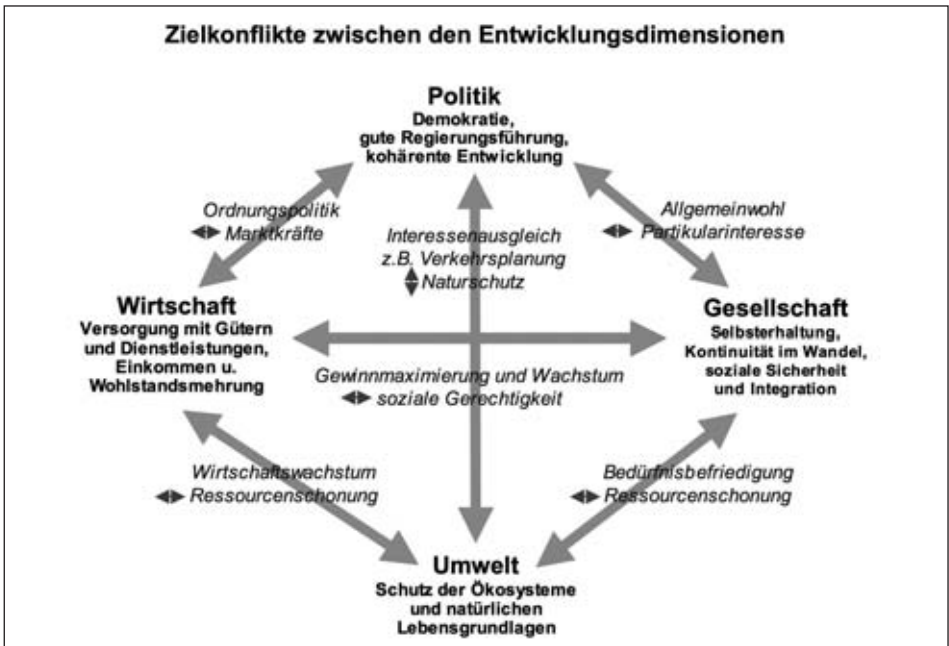 Zielkonflikte zwischen den Entwicklungsdimensionen
Politik
Demokratie,
gute Regierungsführung,
kohärente Entwicklung
Ordnungspolitik
◄► Marktkräfte
Interessenausgleich
z.B. Verkehrsplanung
Naturschutz
Allgemeinwohl
◄► Partikularinteresse
Wirtschaft
Versorgung mit Gütern
und Dienstleistungen,
Einkommen u.
Wohlstandsmehrung
Gesellschaft
Selbsterhaltung,
Kontinuität im Wandel,
soziale Sicherheit
und Integration
Gewinnmaximierung und Wachstum
◄► soziale Gerechtigkeit
Wirtschaftswachstum
◄► Ressourcenschonung
Bedürfnisbefriedigung
◄► Ressourcenschonung
Umwelt
Schutz der Ökosysteme
und natürlichen
Lebensgrundlagen